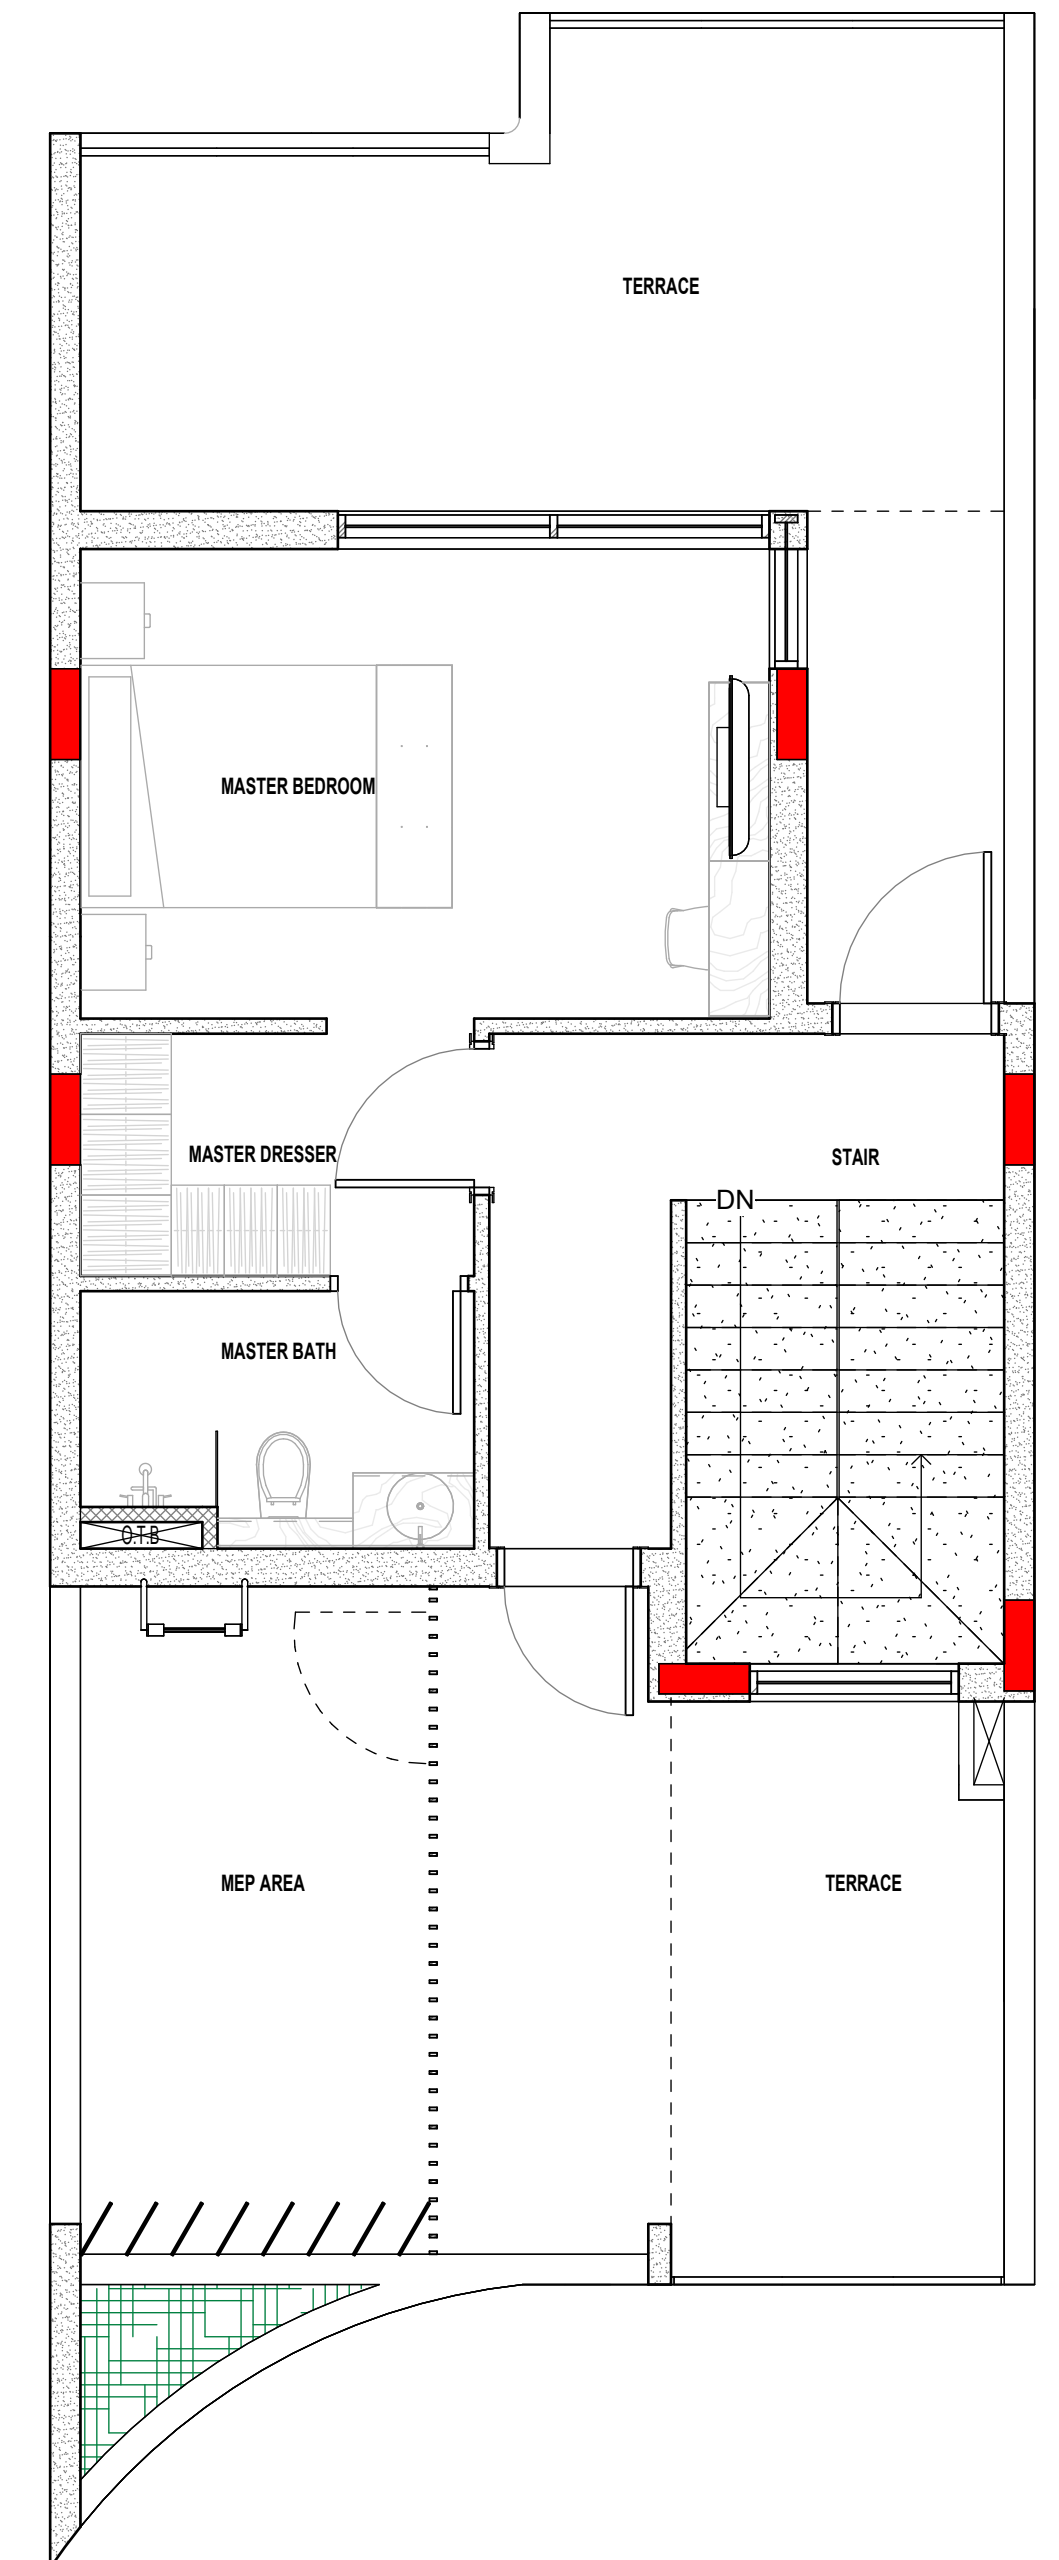 TERRACE
MASTER BEDROOM
MASTER DRESSER
STAIR
DN
MASTER BATH
O.T.B
MEP AREA
TERRACE